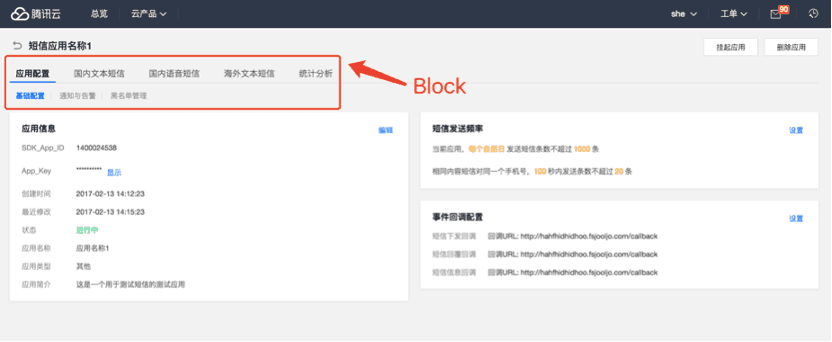 腾讯云 总览 云产品 she 工单 90
短信应用名称1 挂起应用 删除应用
应用配置 国内文本短信 国内语音短信 海外文本短信 统计分析
Block
基础配置 通知与告警 黑名单管理
应用信息 编辑
SDK_App_ID 1400024538
App_Key ********** 显示
创建时间 2017-02-13 14:12:23
最近修改 2017-02-13 14:15:23
状态 运行中
应用名称 应用名称1
应用类型 其他
应用简介 这是一个用于测试短信的测试应用
短信发送频率 设置
当前应用，每个自然日发送短信条数不超过 1000 条
相同内容短信对同一个手机号，100 秒内发送条数不超过 20 条
事件回调配置 设置
短信下发回调 回调URL: http://hahfhidhidhoo.fsjooljo.com/callback
短信回覆回调 回调URL: http://hahfhidhidhoo.fsjooljo.com/callback
短信信息回调 回调URL: http://hahfhidhidhoo.fsjooljo.com/callback